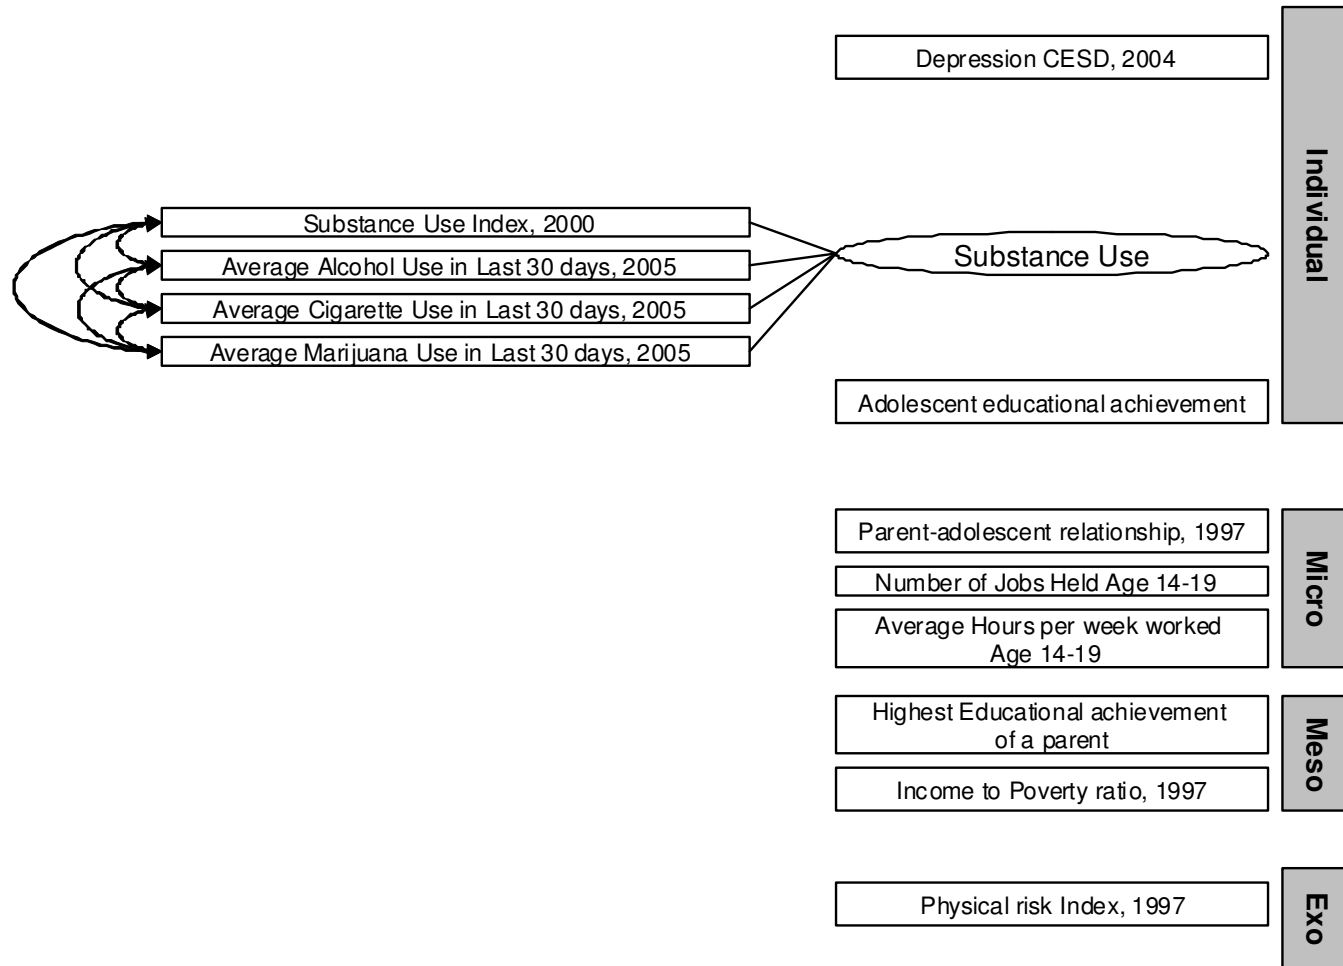 Depression CESD, 2004
Individual
Substance Use Index, 2000
Average Alcohol Use in Last 30 days, 2005
Average Cigarette Use in Last 30 days, 2005
Average Marijuana Use in Last 30 days, 2005
Substance Use
Adolescent educational achievement
Parent-adolescent relationship, 1997
Number of Jobs Held Age 14-19
Average Hours per week worked
Age 14-19
Micro
Highest Educational achievement
of a parent
Income to Poverty ratio, 1997
Meso
Physical risk Index, 1997
Exo